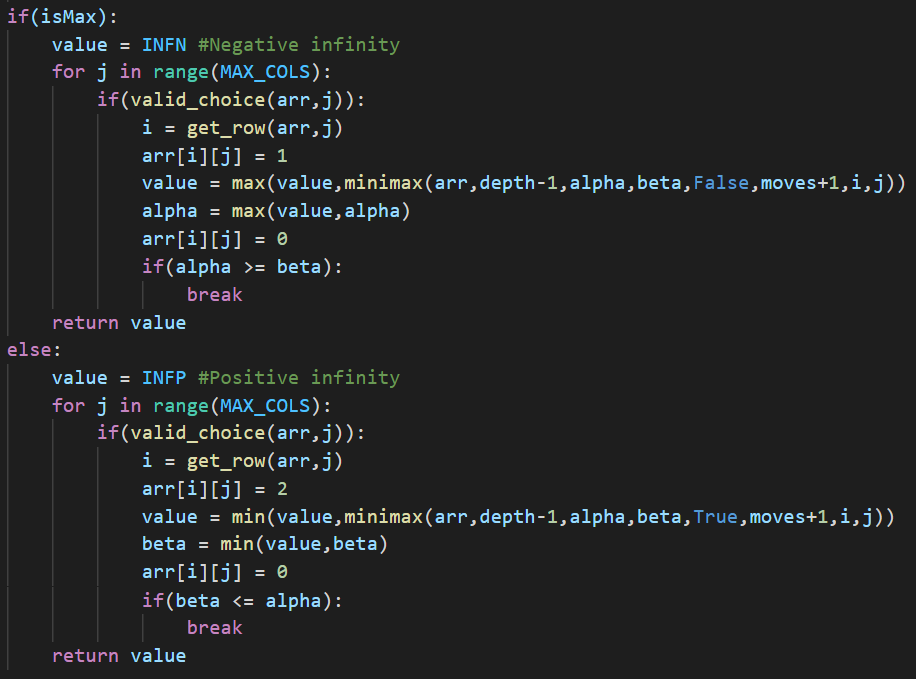 if(isMax):
    value = INFN #Negative infinity
    for j in range(MAX_COLS):
        if(valid_choice(arr,j)):
            i = get_row(arr,j)
            arr[i][j] = 1
            value = max(value,minimax(arr,depth-1,alpha,beta,False,moves+1,i,j))
            alpha = max(value,alpha)
            arr[i][j] = 0
            if(alpha >= beta):
                break
    return value
else:
    value = INFP #Positive infinity
    for j in range(MAX_COLS):
        if(valid_choice(arr,j)):
            i = get_row(arr,j)
            arr[i][j] = 2
            value = min(value,minimax(arr,depth-1,alpha,beta,True,moves+1,i,j))
            beta = min(value,beta)
            arr[i][j] = 0
            if(beta <= alpha):
                break
    return value